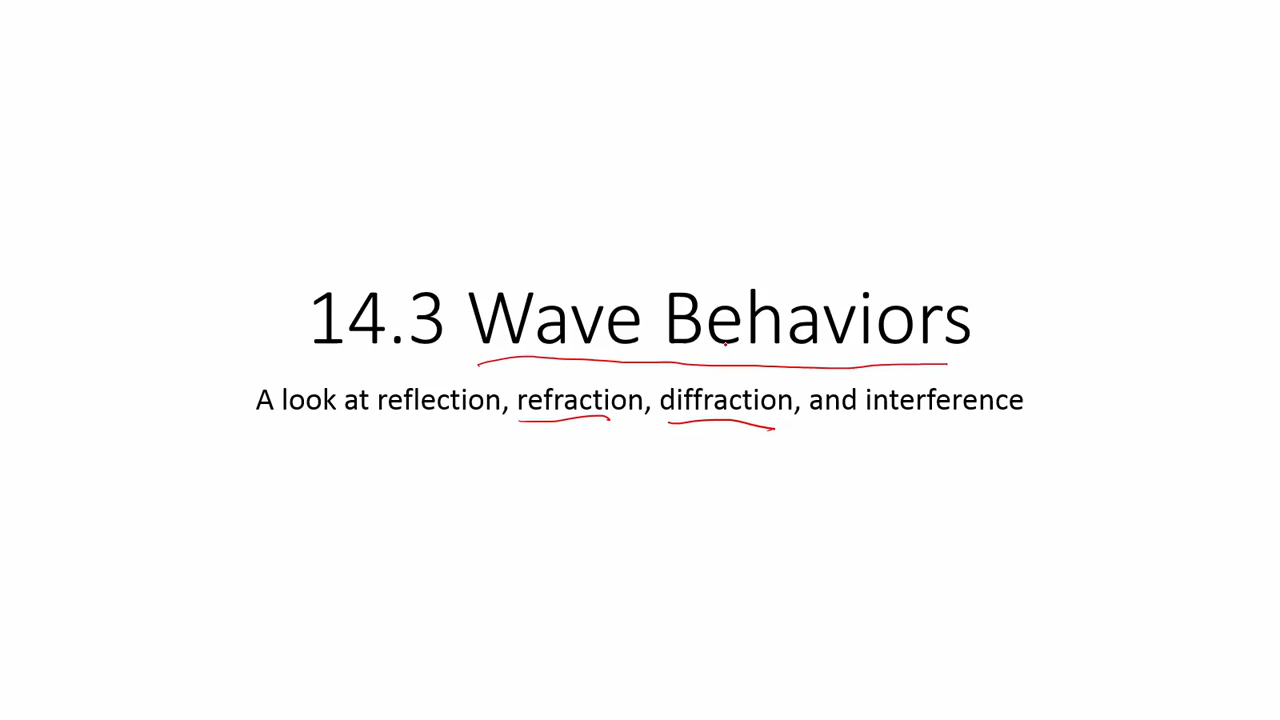 14.3 Wave Behaviors
A look at reflection, refraction, diffraction, and interference